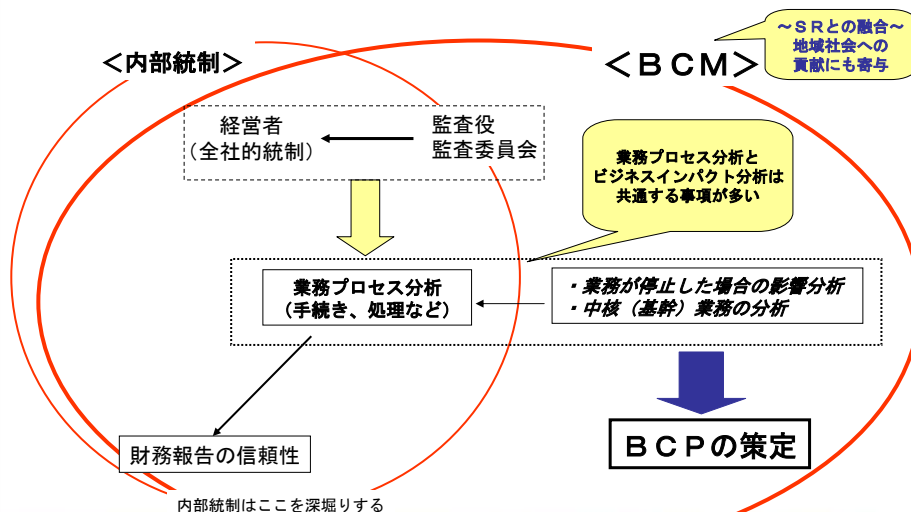 <内部統制>
<BCM>
～SRとの融合～
地域社会への
貢献にも寄与
経営者
(全社的統制)
監査役
監査委員会
業務プロセス分析と
ビジネスインパクト分析は
共通する事項が多い
業務プロセス分析
(手続き、処理など)
・業務が停止した場合の影響分析
・中核(基幹)業務の分析
BCPの策定
財務報告の信頼性
内部統制はここを深堀りする